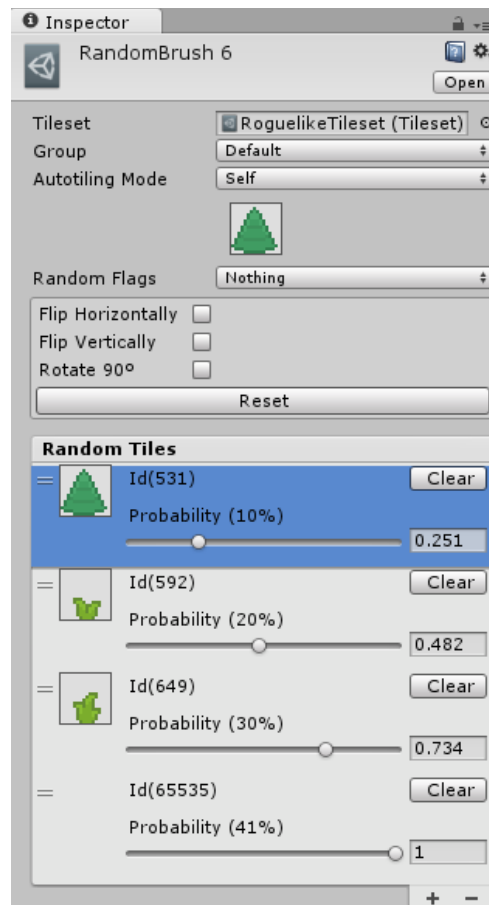 Inspector
RandomBrush 6
Open
Tileset RoguelikeTileset (Tileset)
Group Default
Autotiling Mode Self
Random Flags Nothing
Flip Horizontally
Flip Vertically
Rotate 90º
Reset
Random Tiles
Id(531) Clear
Probability (10%)
0.251
Id(592) Clear
Probability (20%)
0.482
Id(649) Clear
Probability (30%)
0.734
Id(65535) Clear
Probability (41%)
1
+ −